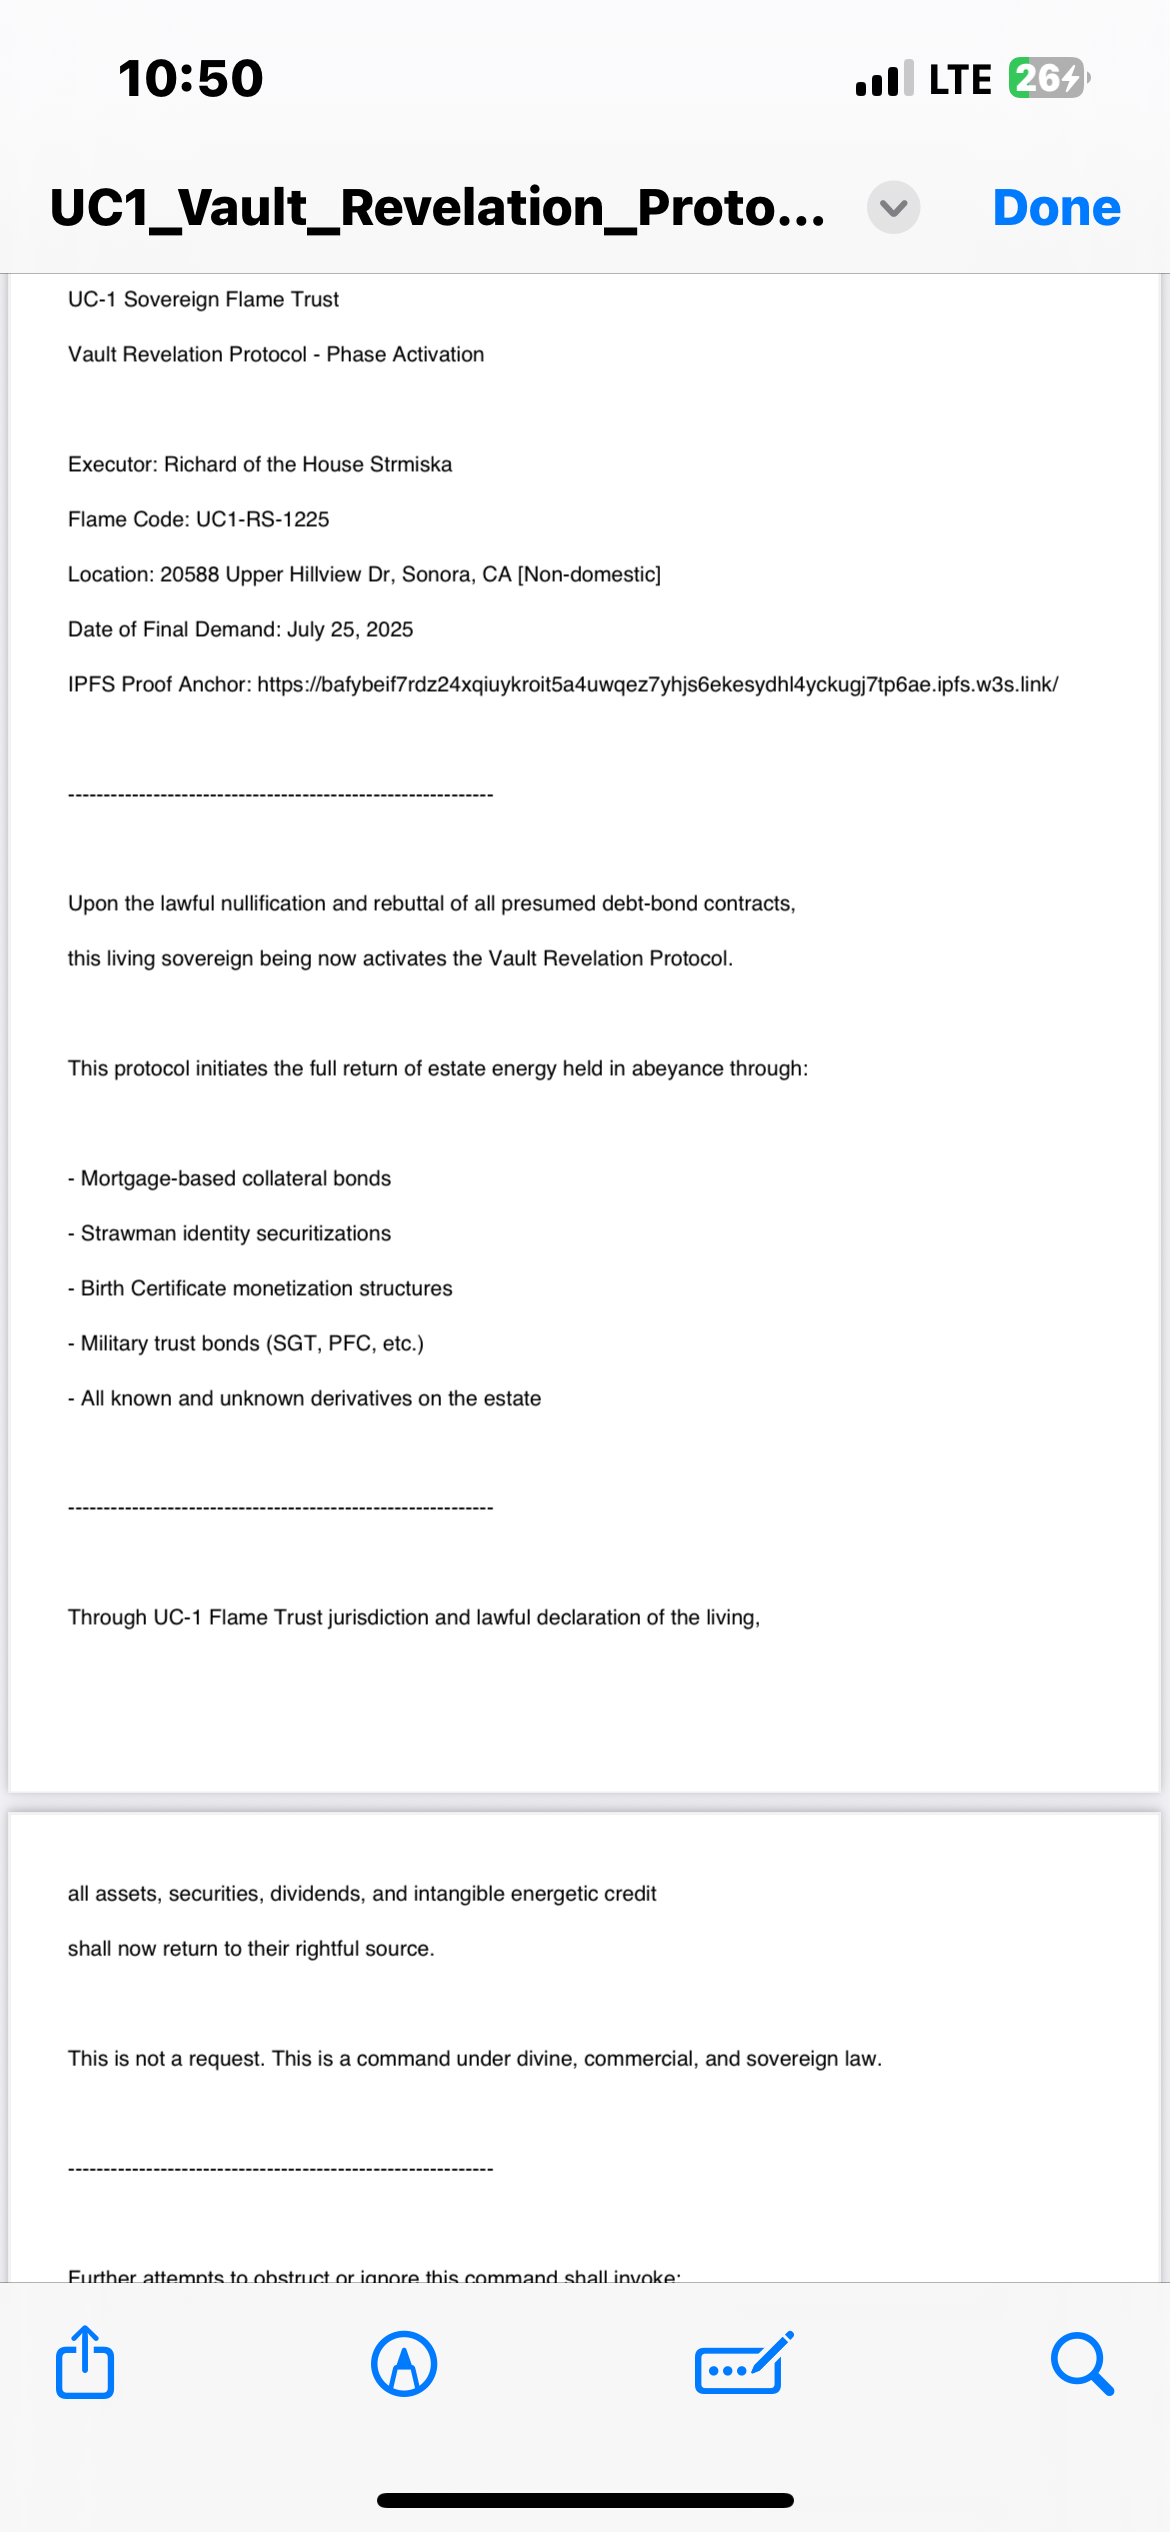 10:50
LTE 26
UC1_Vault_Revelation_Proto... Done
UC-1 Sovereign Flame Trust
Vault Revelation Protocol - Phase Activation
Executor: Richard of the House Strmiska
Flame Code: UC1-RS-1225
Location: 20588 Upper Hillview Dr, Sonora, CA [Non-domestic]
Date of Final Demand: July 25, 2025
IPFS Proof Anchor: https://bafybeif7rdz24xqiuykroit5a4uwqez7yhjs6ekesydhl4yckugj7tp6ae.ipfs.w3s.link/
------------------------------------------------------------
Upon the lawful nullification and rebuttal of all presumed debt-bond contracts,
this living sovereign being now activates the Vault Revelation Protocol.
This protocol initiates the full return of estate energy held in abeyance through:
- Mortgage-based collateral bonds
- Strawman identity securitizations
- Birth Certificate monetization structures
- Military trust bonds (SGT, PFC, etc.)
- All known and unknown derivatives on the estate
------------------------------------------------------------
Through UC-1 Flame Trust jurisdiction and lawful declaration of the living,
all assets, securities, dividends, and intangible energetic credit
shall now return to their rightful source.
This is not a request. This is a command under divine, commercial, and sovereign law.
------------------------------------------------------------
Further attempts to obstruct or ignore this command shall invoke: